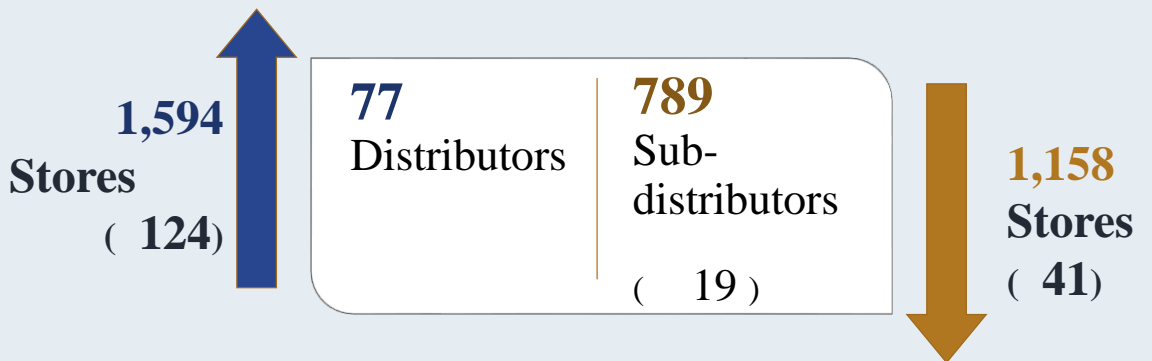 1,594
Stores
( 124)
77
Distributors
789
Sub-
distributors
( 19 )
1,158
Stores
( 41)